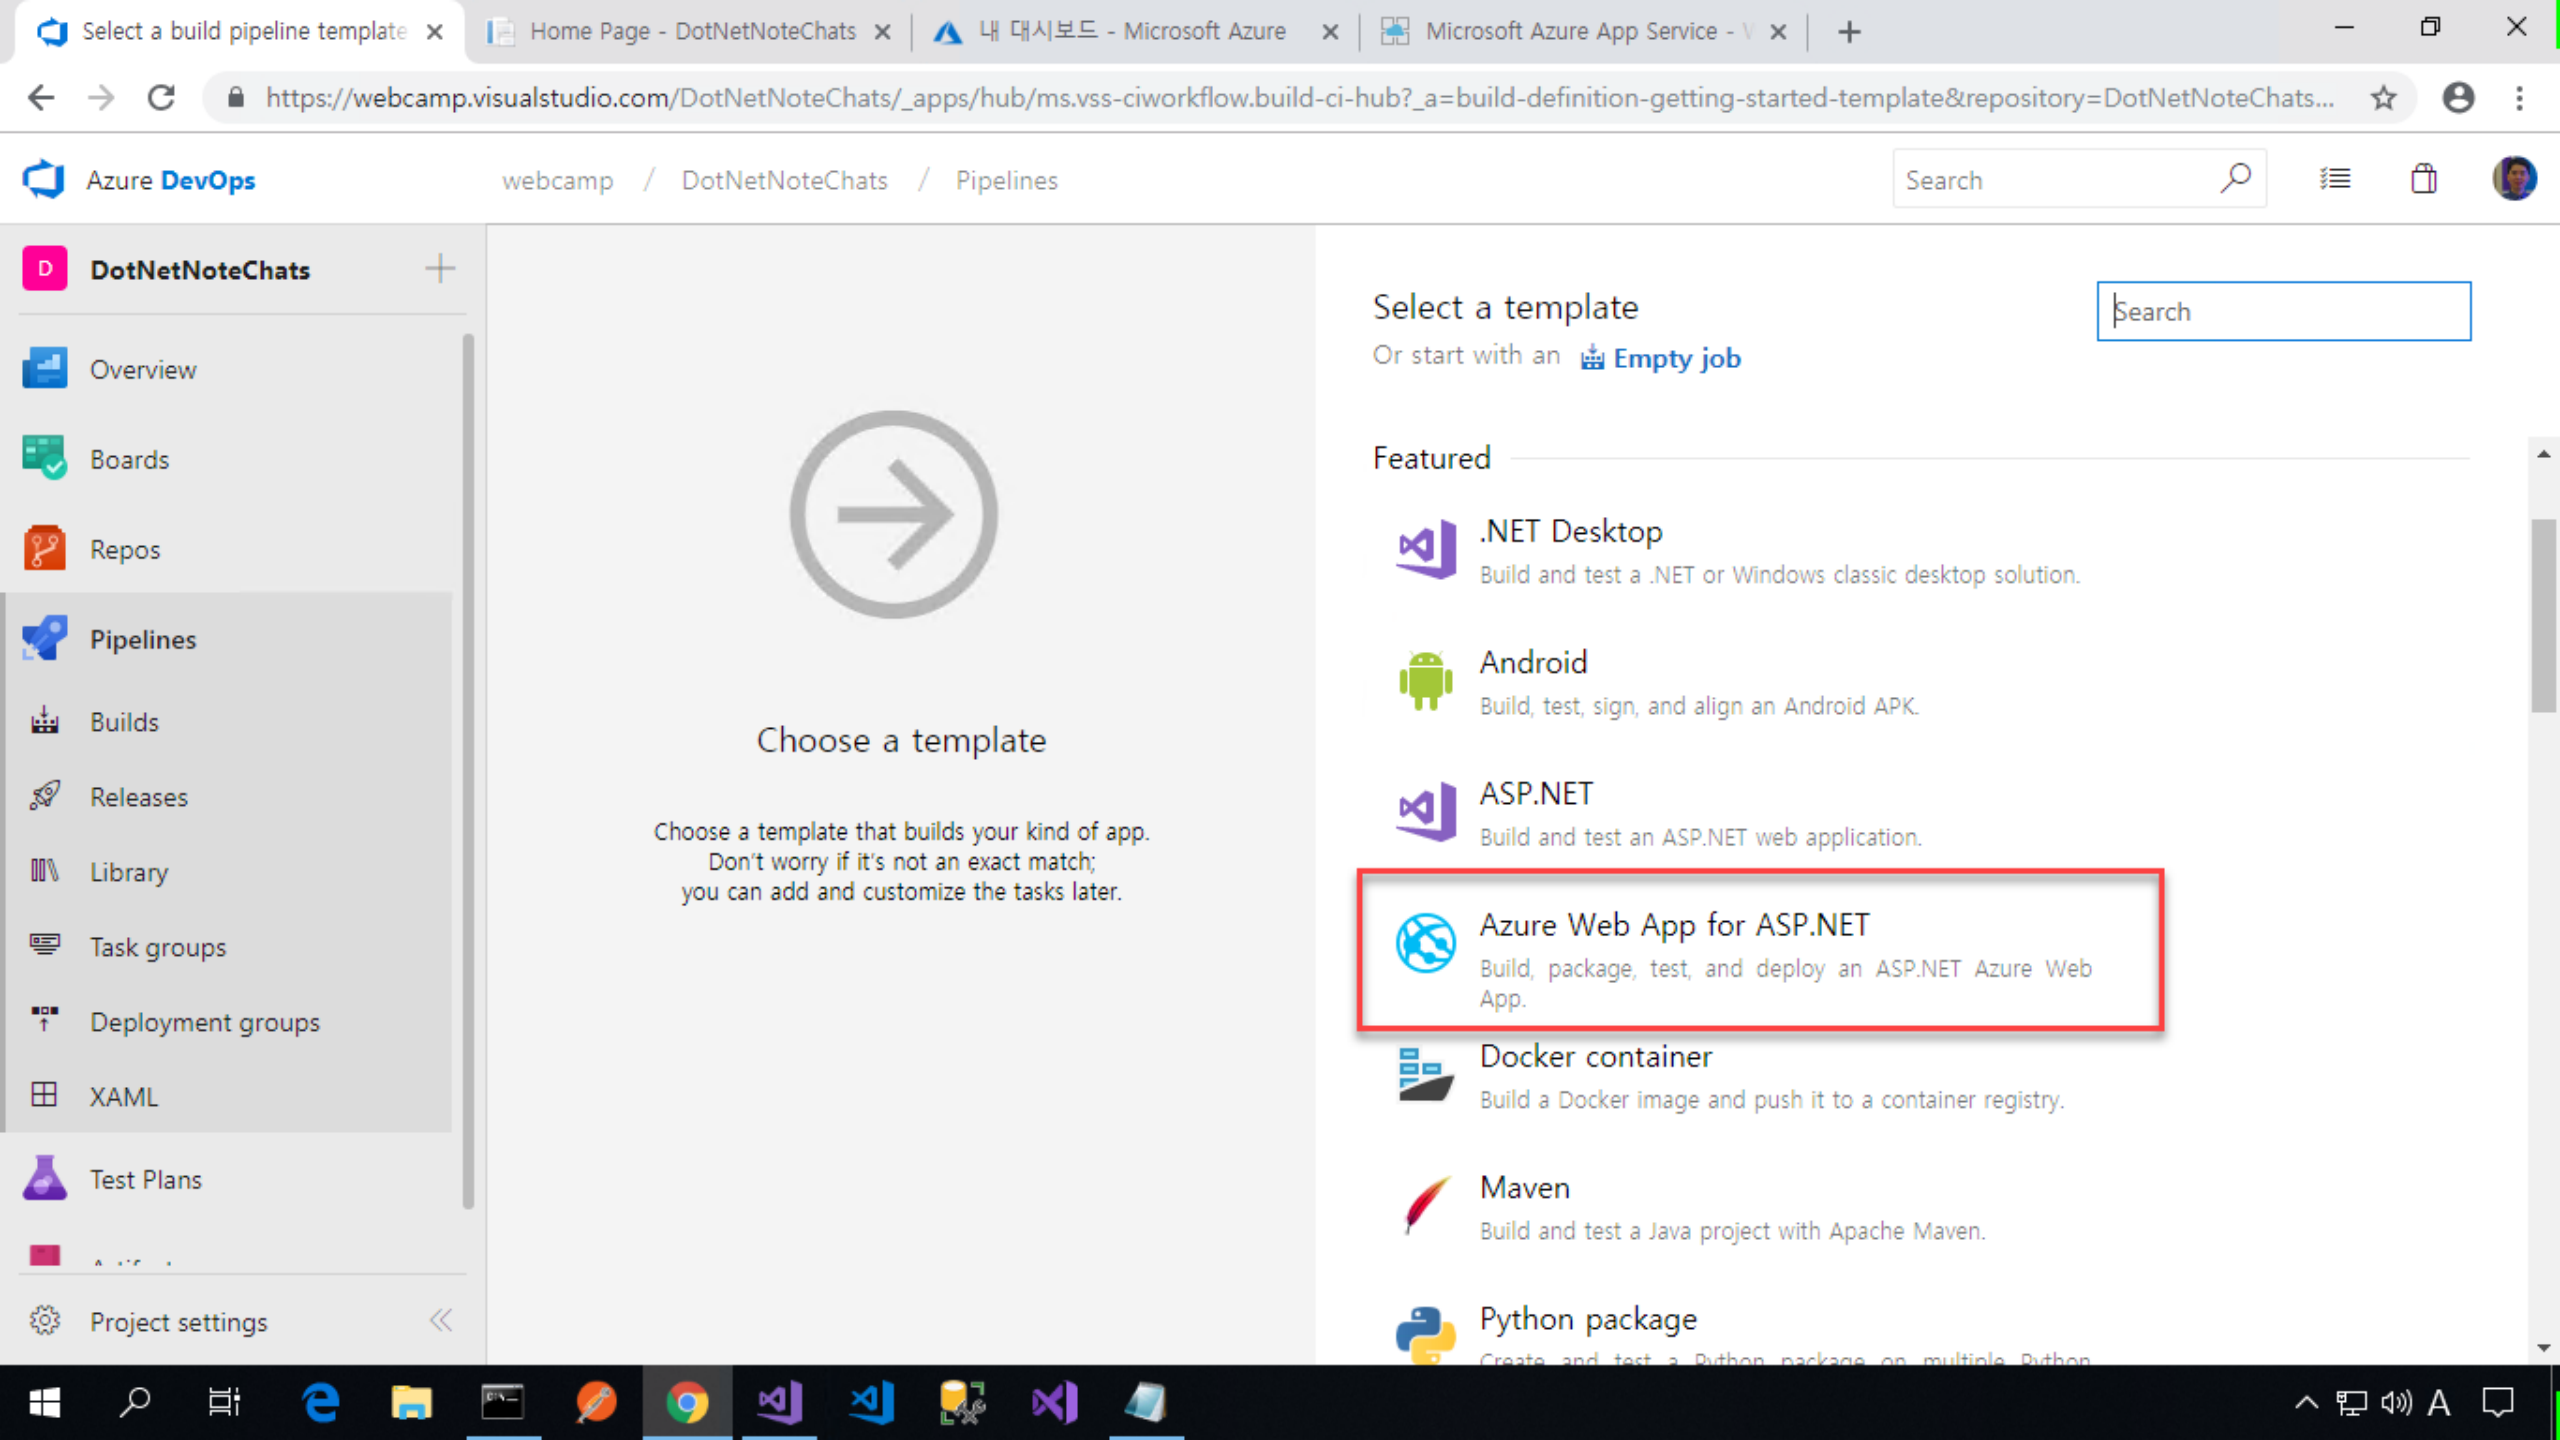 Select a build pipeline template
Home Page - DotNetNoteChats
내 대시보드 - Microsoft Azure
Microsoft Azure App Service -
https://webcamp.visualstudio.com/DotNetNoteChats/_apps/hub/ms.vss-ciworkflow.build-ci-hub?_a=build-definition-getting-started-template&repository=DotNetNoteChats...
Azure DevOps
webcamp / DotNetNoteChats / Pipelines
Search
D
DotNetNoteChats
Overview
Boards
Repos
Pipelines
Builds
Releases
Library
Task groups
Deployment groups
XAML
Test Plans
Project settings
Choose a template
Choose a template that builds your kind of app.
Don't worry if it's not an exact match;
you can add and customize the tasks later.
Select a template
Or start with an Empty job
Search
Featured
.NET Desktop
Build and test a .NET or Windows classic desktop solution.
Android
Build, test, sign, and align an Android APK.
ASP.NET
Build and test an ASP.NET web application.
Azure Web App for ASP.NET
Build, package, test, and deploy an ASP.NET Azure Web
App.
Docker container
Build a Docker image and push it to a container registry.
Maven
Build and test a Java project with Apache Maven.
Python package
Create and test a Python package on multiple Python
A